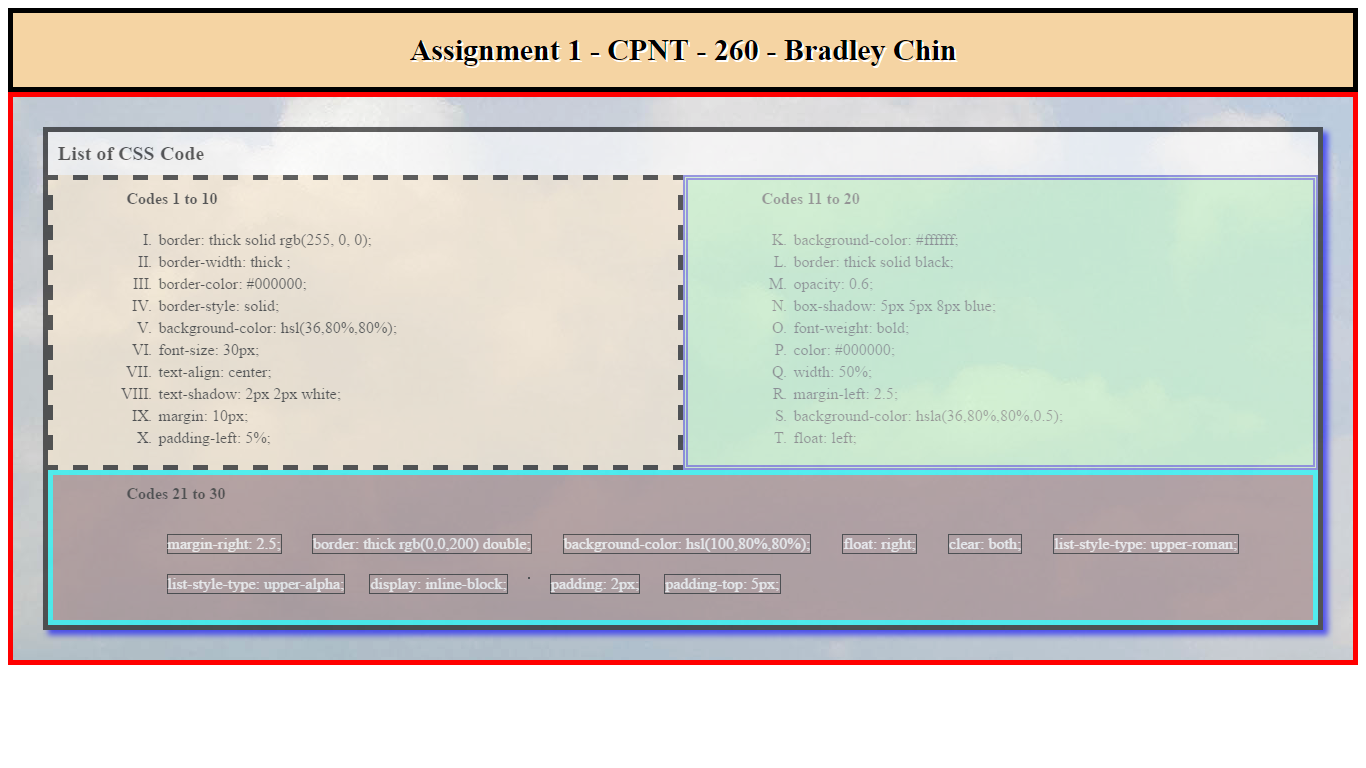 Assignment 1 - CPNT - 260 - Bradley Chin
List of CSS Code
Codes 1 to 10
I. border: thick solid rgb(255, 0, 0);
II. border-width: thick ;
III. border-color: #000000;
IV. border-style: solid;
V. background-color: hsl(36,80%,80%);
VI. font-size: 30px;
VII. text-align: center;
VIII. text-shadow: 2px 2px white;
IX. margin: 10px;
X. padding-left: 5%;
Codes 11 to 20
K. background-color: #ffffff;
L. border: thick solid black;
M. opacity: 0.6;
N. box-shadow: 5px 5px 8px blue;
O. font-weight: bold;
P. color: #000000;
Q. width: 50%;
R. margin-left: 2.5;
S. background-color: hsla(36,80%,80%,0.5);
T. float: left;
Codes 21 to 30
margin-right: 2.5; border: thick rgb(0,0,200) double; background-color: hsl(100,80%,80%); float: right; clear: both; list-style-type: upper-roman;
list-style-type: upper-alpha; display: inline-block; padding: 2px; padding-top: 5px;